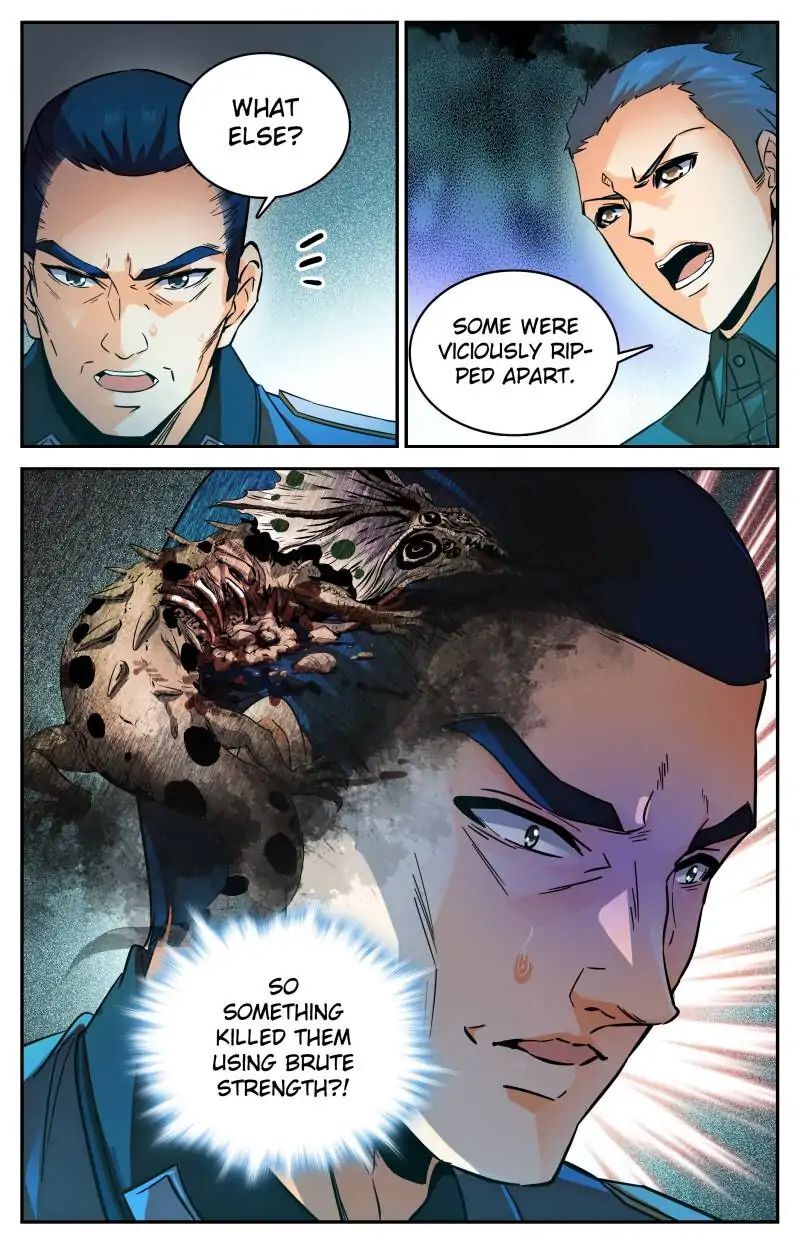 WHAT
ELSE?
SOME WERE
VICIOUSLY RIP-
PED APART.
SO
SOMETHING
KILLED THEM
USING BRUTE
STRENGTH?!